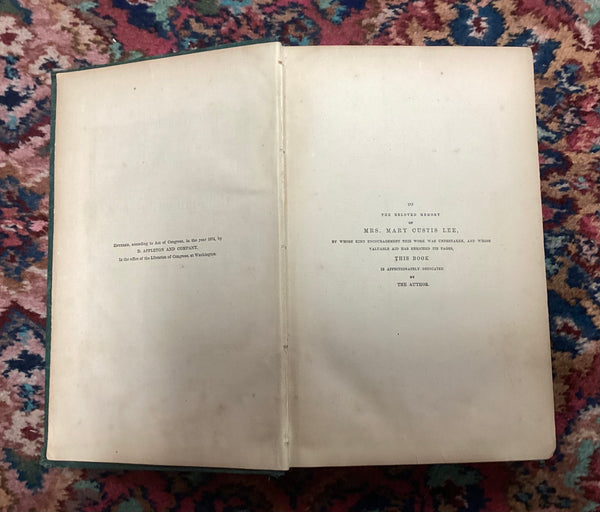 Entered, according to Act of Congress, in the year 1874, by
D. APPLETON AND COMPANY,
In the office of the Librarian of Congress, at Washington.
TO
THE BELOVED MEMORY
OF
MRS. MARY CUSTIS LEE,
BY WHOSE KIND ENCOURAGEMENT THIS WORK WAS UNDERTAKEN, AND WHOSE
VALUABLE AID HAS ENRICHED ITS PAGES,
THIS BOOK
IS AFFECTIONATELY DEDICATED
BY
THE AUTHOR.